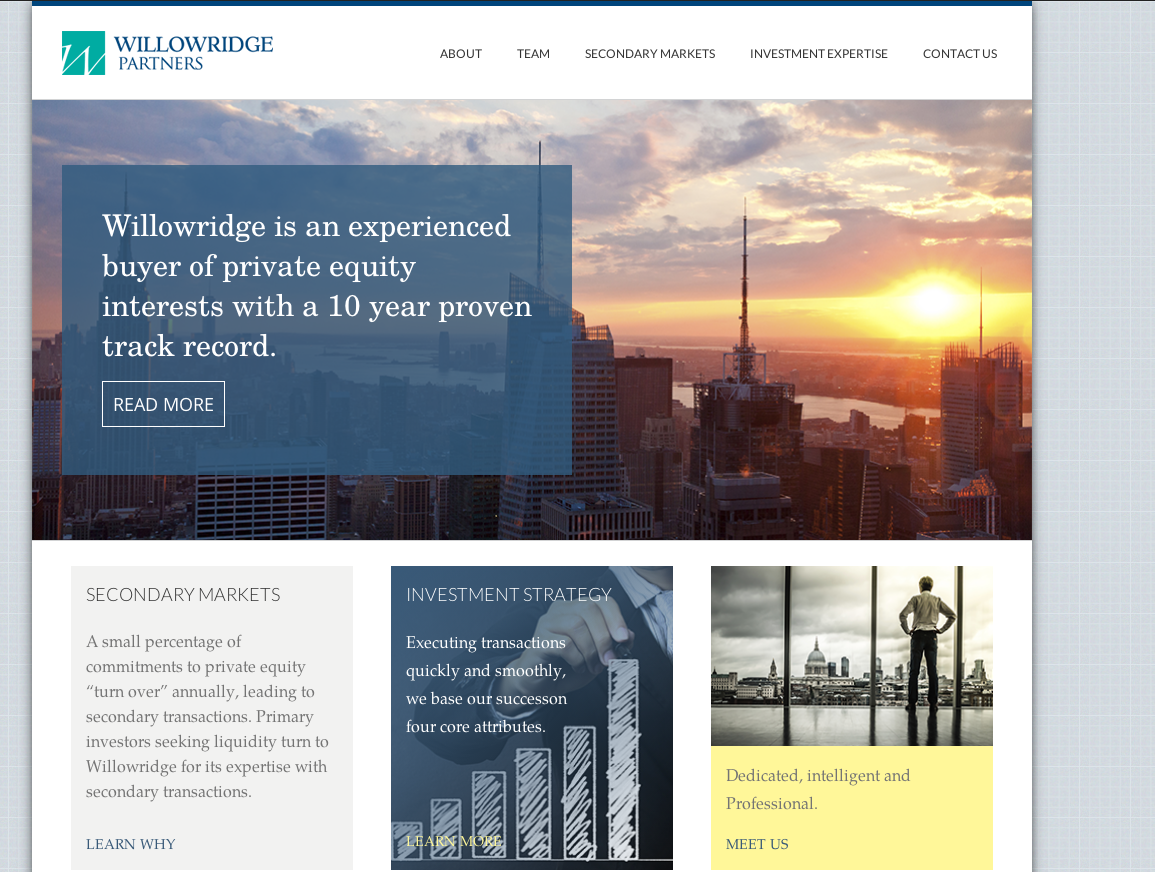 WILLOWRIDGE
PARTNERS
ABOUT TEAM SECONDARY MARKETS INVESTMENT EXPERTISE CONTACT US
Willowridge is an experienced
buyer of private equity
interests with a 10 year proven
track record.
READ MORE
SECONDARY MARKETS
A small percentage of
commitments to private equity
“turn over” annually, leading to
secondary transactions. Primary
investors seeking liquidity turn to
Willowridge for its expertise with
secondary transactions.
LEARN WHY
INVESTMENT STRATEGY
Executing transactions
quickly and smoothly,
we base our successon
four core attributes.
LEARN MORE
Dedicated, intelligent and
Professional.
MEET US